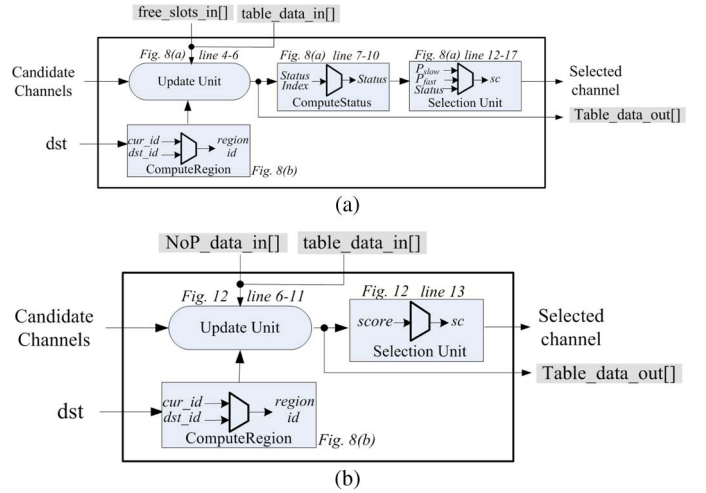 free_slots_in[] table_data_in[]
Fig. 8(a) line 4-6 Fig. 8(a) line 7-10 Fig. 8(a) line 12-17
Candidate
Channels
Update Unit
Status
Index
Status
ComputeStatus
Pslow
Pfast
Status
sc
Selection Unit
Selected
channel
Table_data_out[]
dst
cur_id
dst_id
region
id
ComputeRegion
Fig. 8(b)
(a)
NoP_data_in[] table_data_in[]
Fig. 12 line 6-11 Fig. 12 line 13
Candidate
Channels
Update Unit
score
sc
Selection Unit
Selected
channel
Table_data_out[]
dst
cur_id
dst_id
region
id
ComputeRegion
Fig. 8(b)
(b)